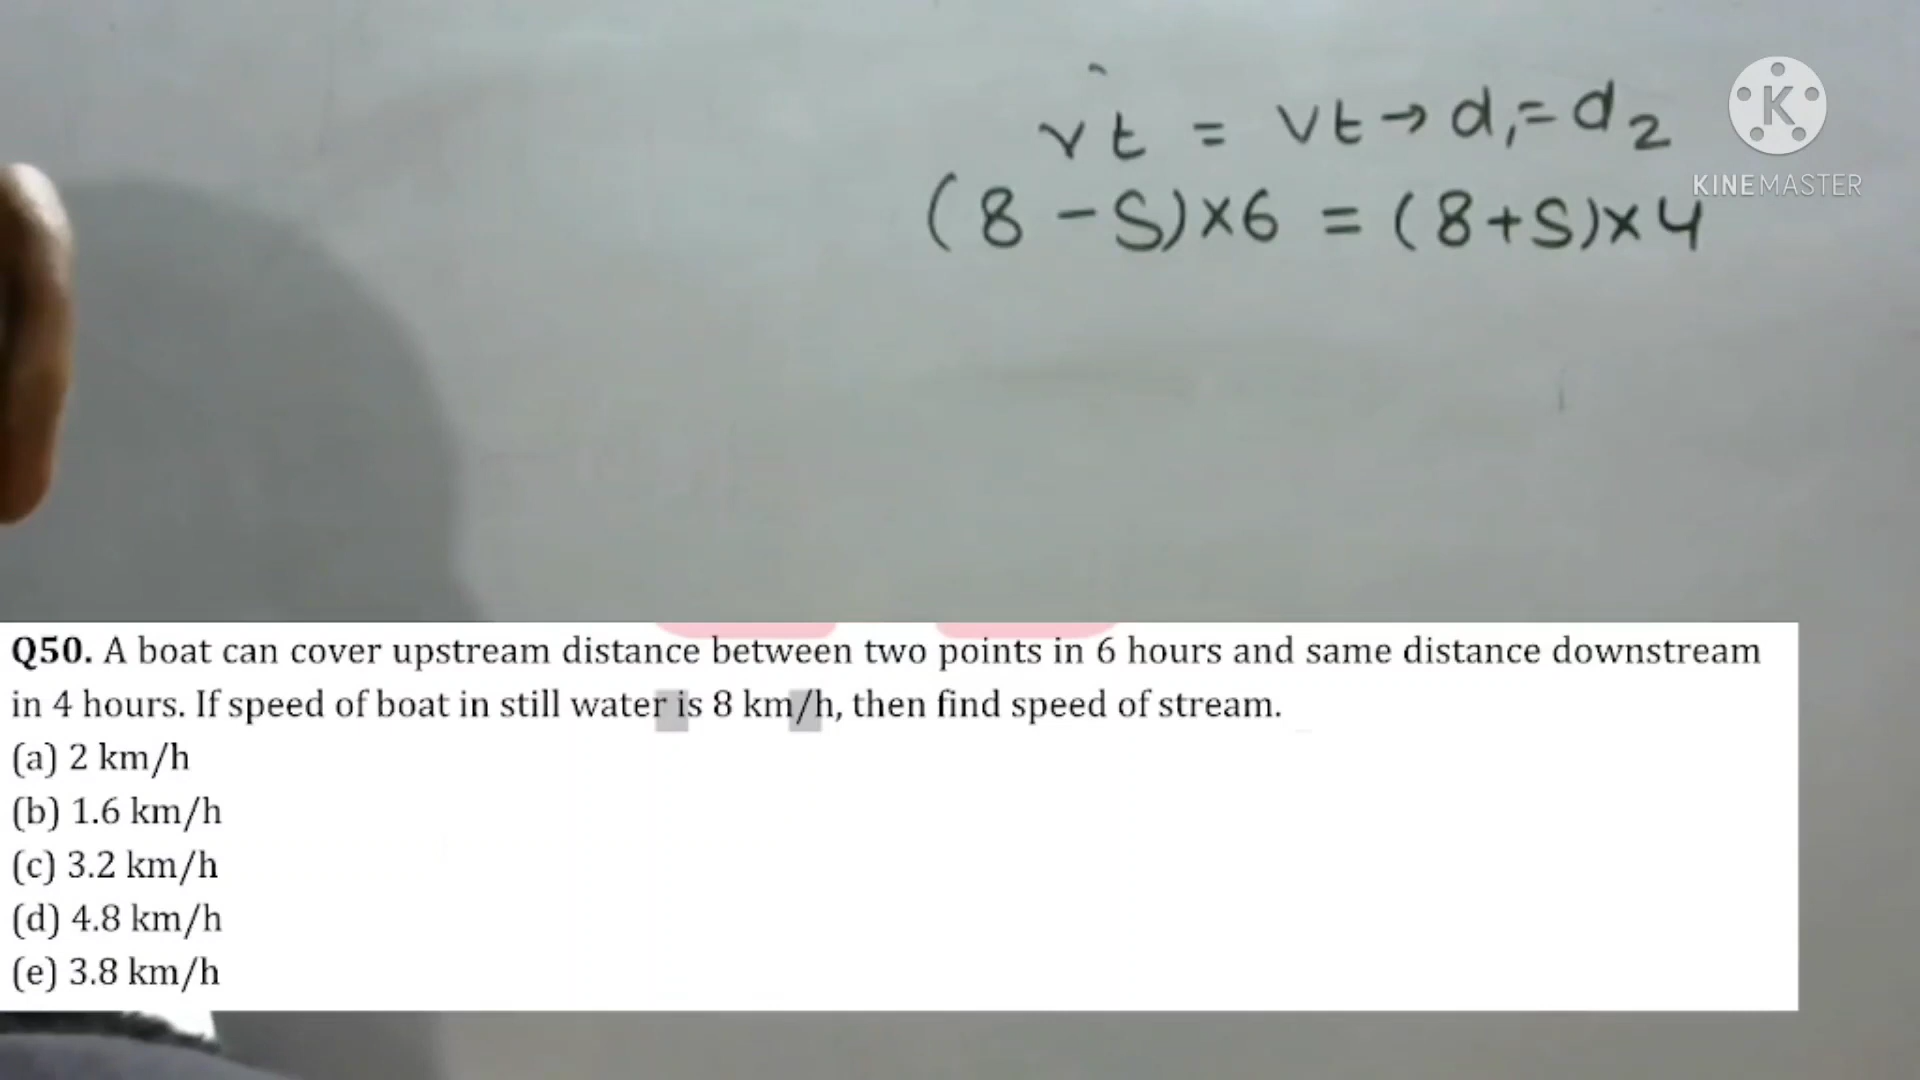 vt = vt → d₁ = d₂
(8 - S) × 6 = (8 + S) × 4
K
KINEMASTER
Q50. A boat can cover upstream distance between two points in 6 hours and same distance downstream
in 4 hours. If speed of boat in still water is 8 km/h, then find speed of stream.
(a) 2 km/h
(b) 1.6 km/h
(c) 3.2 km/h
(d) 4.8 km/h
(e) 3.8 km/h